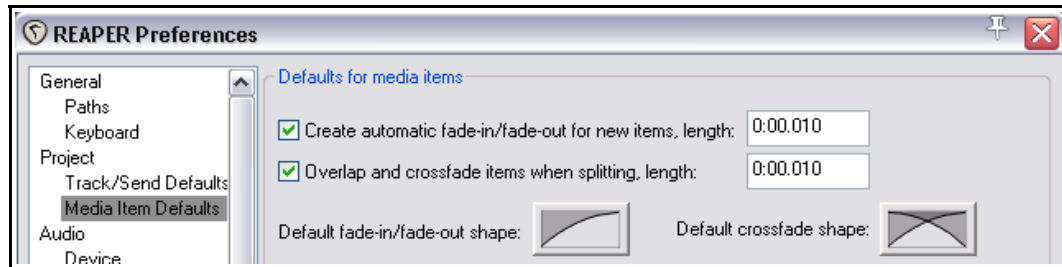 REAPER Preferences
General
Paths
Keyboard
Project
Track/Send Defaults
Media Item Defaults
Audio
Device
Defaults for media items
Create automatic fade-in/fade-out for new items, length: 0:00.010
Overlap and crossfade items when splitting, length: 0:00.010
Default fade-in/fade-out shape: Default crossfade shape: